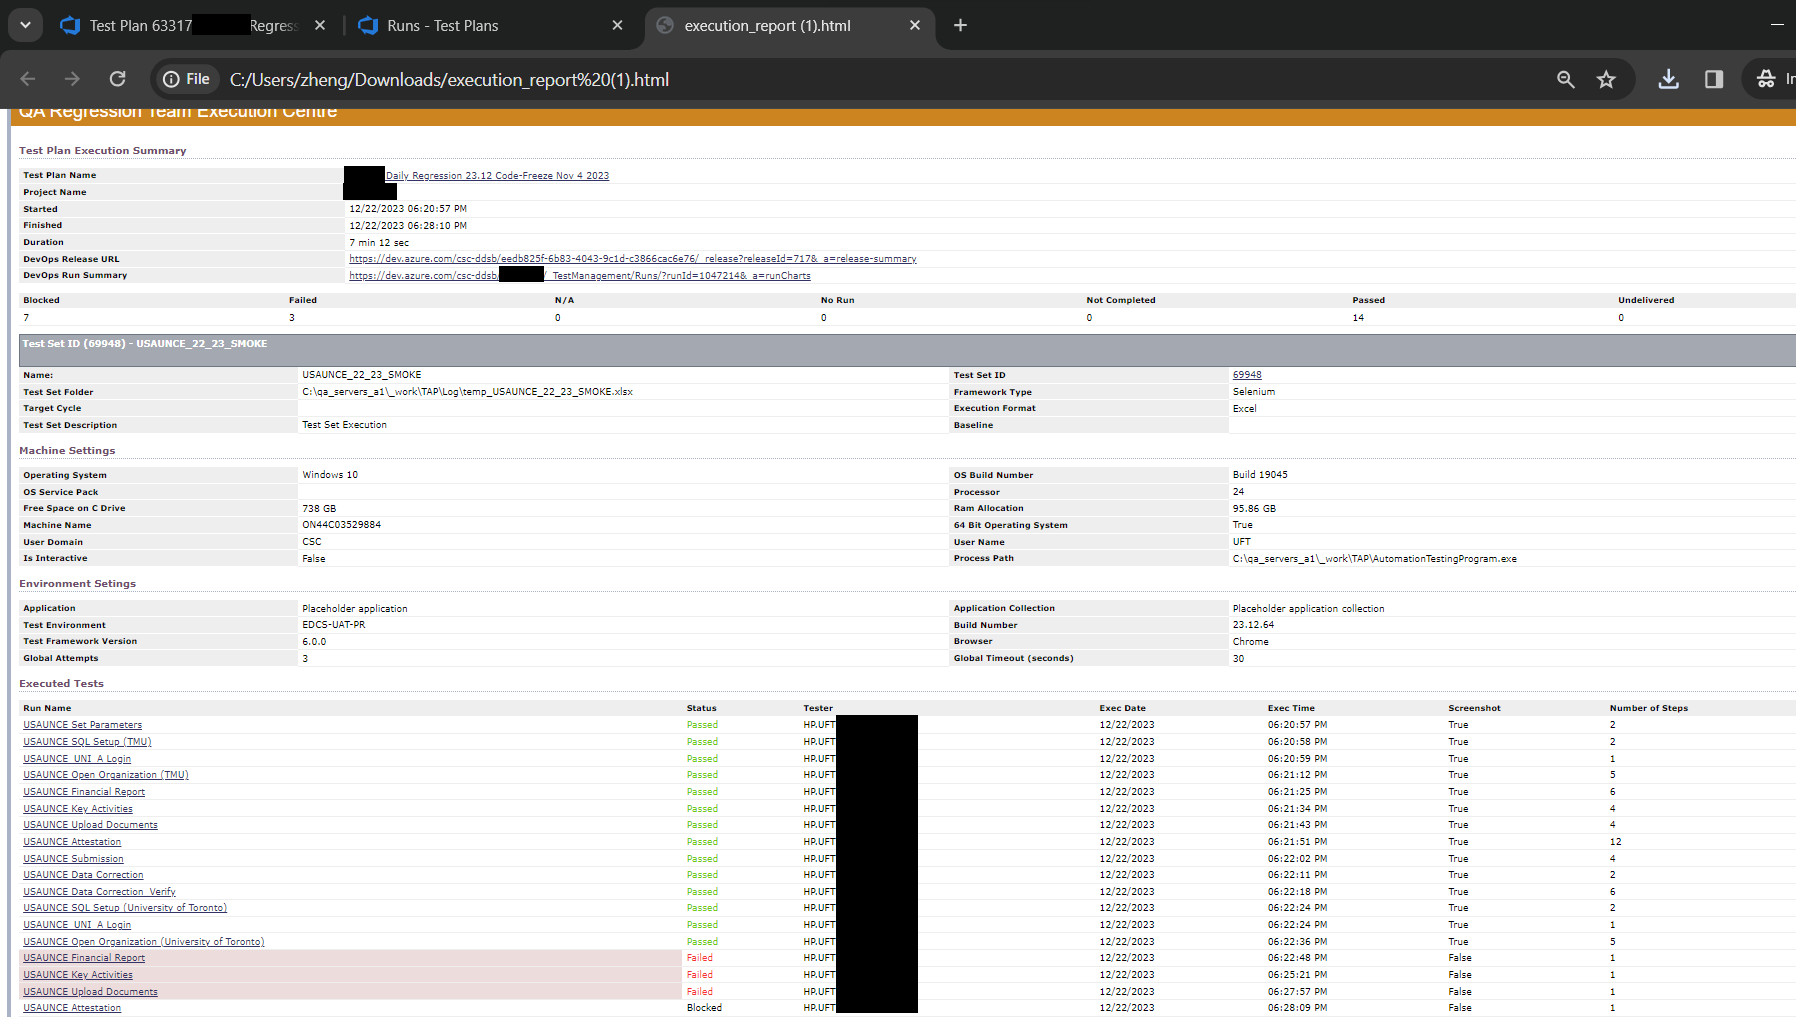 Test Plan 63317 Regress
Runs - Test Plans
execution_report (1).html
File C:/Users/zheng/Downloads/execution_report%20(1).html
QA Regression Team Execution Centre
Test Plan Execution Summary
Test Plan Name Daily Regression 23.12 Code-Freeze Nov 4 2023
Project Name
Started 12/22/2023 06:20:57 PM
Finished 12/22/2023 06:28:10 PM
Duration 7 min 12 sec
DevOps Release URL https://dev.azure.com/csc-ddsb/eedb825f-6b83-4043-9c1d-c3866cac6e76/_release?releaseId=717&_a=release-summary
DevOps Run Summary https://dev.azure.com/csc-ddsb/ /_TestManagement/Runs/?runId=1047214&_a=runCharts
Blocked Failed N/A No Run Not Completed Passed Undelivered
7 3 0 0 0 14 0
Test Set ID (69948) - USAUNCE_22_23_SMOKE
Name: USAUNCE_22_23_SMOKE Test Set ID 69948
Test Set Folder C:\qa_servers_a1\_work\TAP\Log\temp_USAUNCE_22_23_SMOKE.xlsx Framework Type Selenium
Target Cycle Execution Format Excel
Test Set Description Test Set Execution Baseline
Machine Settings
Operating System Windows 10 OS Build Number Build 19045
OS Service Pack Processor 24
Free Space on C Drive 738 GB Ram Allocation 95.86 GB
Machine Name ON44C03529884 64 Bit Operating System True
User Domain CSC User Name UFT
Is Interactive False Process Path C:\qa_servers_a1\_work\TAP\AutomationTestingProgram.exe
Environment Setings
Application Placeholder application Application Collection Placeholder application collection
Test Environment EDCS-UAT-PR Build Number 23.12.64
Test Framework Version 6.0.0 Browser Chrome
Global Attempts 3 Global Timeout (seconds) 30
Executed Tests
Run Name Status Tester Exec Date Exec Time Screenshot Number of Steps
USAUNCE Set Parameters Passed HP.UFT 12/22/2023 06:20:57 PM True 2
USAUNCE SQL Setup (TMU) Passed HP.UFT 12/22/2023 06:20:58 PM True 2
USAUNCE_UNI_A Login Passed HP.UFT 12/22/2023 06:20:59 PM True 1
USAUNCE Open Organization (TMU) Passed HP.UFT 12/22/2023 06:21:12 PM True 5
USAUNCE Financial Report Passed HP.UFT 12/22/2023 06:21:25 PM True 6
USAUNCE Key Activities Passed HP.UFT 12/22/2023 06:21:34 PM True 4
USAUNCE Upload Documents Passed HP.UFT 12/22/2023 06:21:43 PM True 4
USAUNCE Attestation Passed HP.UFT 12/22/2023 06:21:51 PM True 12
USAUNCE Submission Passed HP.UFT 12/22/2023 06:22:02 PM True 4
USAUNCE Data Correction Passed HP.UFT 12/22/2023 06:22:11 PM True 2
USAUNCE Data Correction_Verify Passed HP.UFT 12/22/2023 06:22:18 PM True 6
USAUNCE SQL Setup (University of Toronto) Passed HP.UFT 12/22/2023 06:22:24 PM True 2
USAUNCE_UNI_A Login Passed HP.UFT 12/22/2023 06:22:24 PM True 1
USAUNCE Open Organization (University of Toronto) Passed HP.UFT 12/22/2023 06:22:36 PM True 5
USAUNCE Financial Report Failed HP.UFT 12/22/2023 06:22:48 PM False 1
USAUNCE Key Activities Failed HP.UFT 12/22/2023 06:25:21 PM False 1
USAUNCE Upload Documents Failed HP.UFT 12/22/2023 06:27:57 PM False 1
USAUNCE Attestation Blocked HP.UFT 12/22/2023 06:28:09 PM False 1